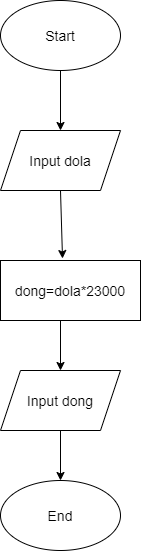 Start
Input dola
dong=dola*23000
Input dong
End